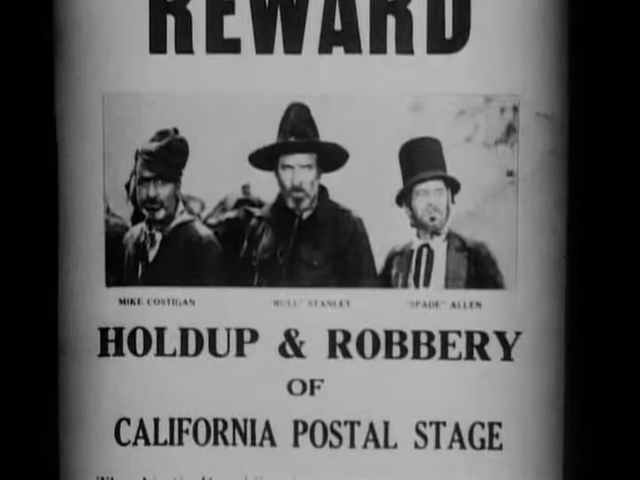 REWARD
MIKE COSTIGAN "BULL" STANLEY "SPADE" ALLEN
HOLDUP & ROBBERY
OF
CALIFORNIA POSTAL STAGE